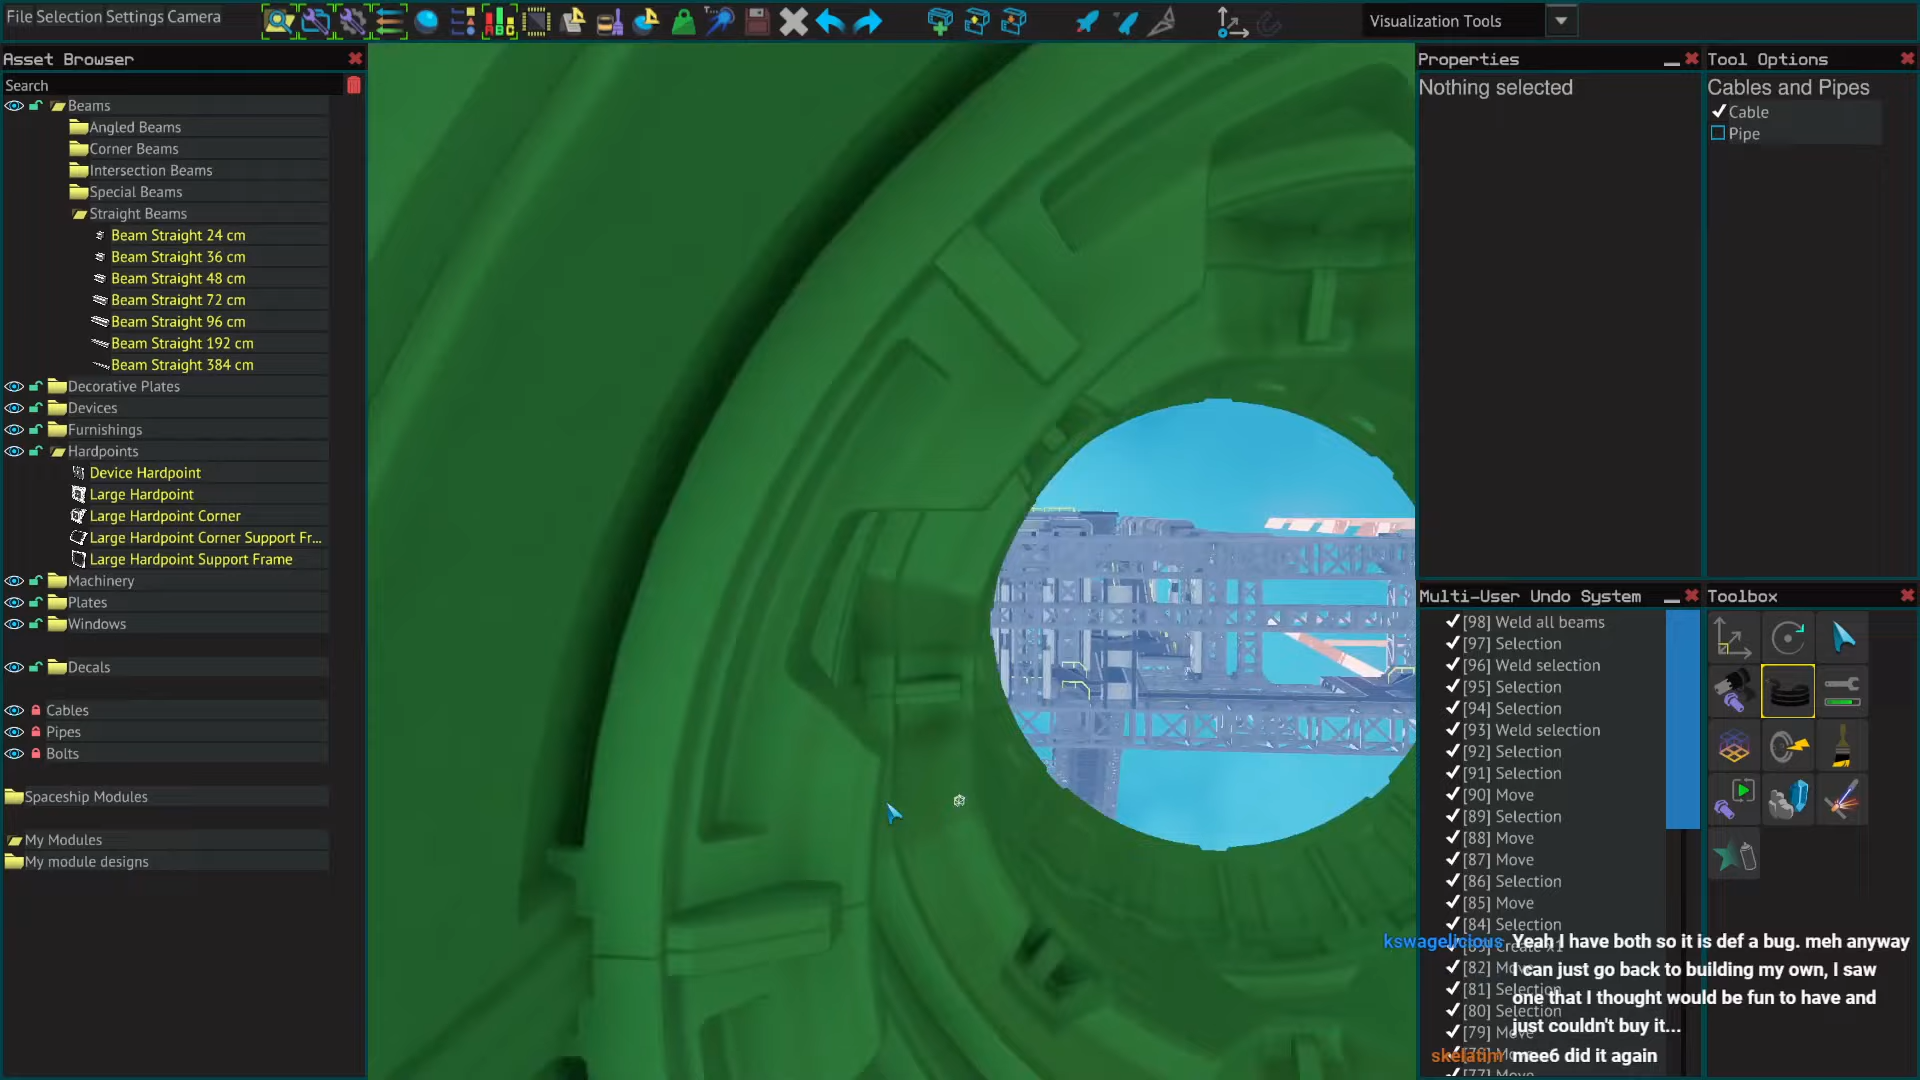 File Selection Settings Camera
Visualization Tools
Asset Browser
Search
Beams
Angled Beams
Corner Beams
Intersection Beams
Special Beams
Straight Beams
Beam Straight 24 cm
Beam Straight 36 cm
Beam Straight 48 cm
Beam Straight 72 cm
Beam Straight 96 cm
Beam Straight 192 cm
Beam Straight 384 cm
Decorative Plates
Devices
Furnishings
Hardpoints
Device Hardpoint
Large Hardpoint
Large Hardpoint Corner
Large Hardpoint Corner Support Fr...
Large Hardpoint Support Frame
Machinery
Plates
Windows
Decals
Cables
Pipes
Bolts
Spaceship Modules
My Modules
My module designs
Properties
Nothing selected
Tool Options
Cables and Pipes
Cable
Pipe
Multi-User Undo System
[98] Weld all beams
[97] Selection
[96] Weld selection
[95] Selection
[94] Selection
[93] Weld selection
[92] Selection
[91] Selection
[90] Move
[89] Selection
[88] Move
[87] Move
[86] Selection
[85] Move
[84] Selection
[82]
[81] Selection
[80] Selection
[79] Move
Toolbox
kswagelicious Yeah I have both so it is def a bug. meh anyway
I can just go back to building my own, I saw
one that I thought would be fun to have and
just couldn't buy it...
skelatim mee6 did it again